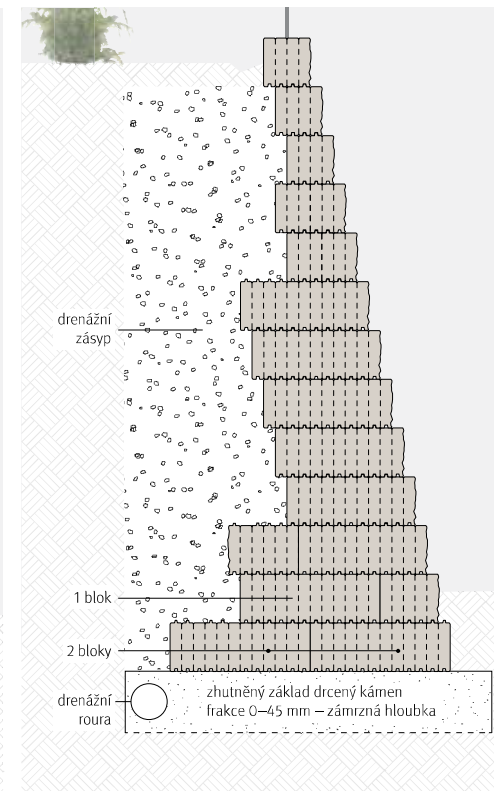 drenážní
zásyp
1 blok
2 bloky
drenážní
roura
zhutněný základ drcený kámen
frakce 0–45 mm – zámrzná hloubka